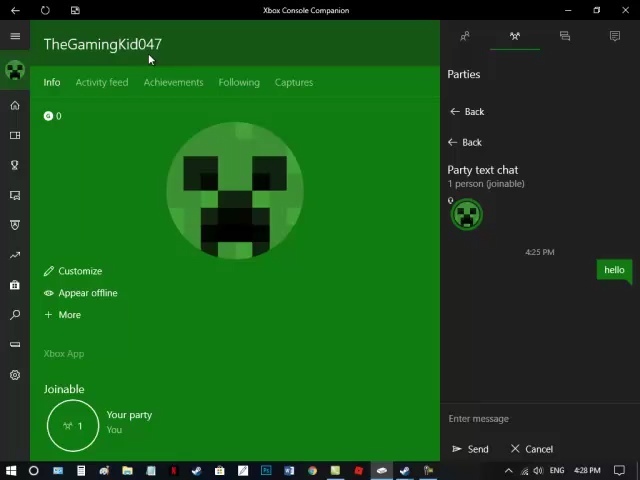 Xbox Console Companion
TheGamingKid047
Info Activity feed Achievements Following Captures
G 0
Customize
Appear offline
More
Xbox App
Joinable
1
Your party
You
Parties
Back
Back
Party text chat
1 person (joinable)
4:25 PM
hello
Enter message
Send Cancel
ENG 4:28 PM